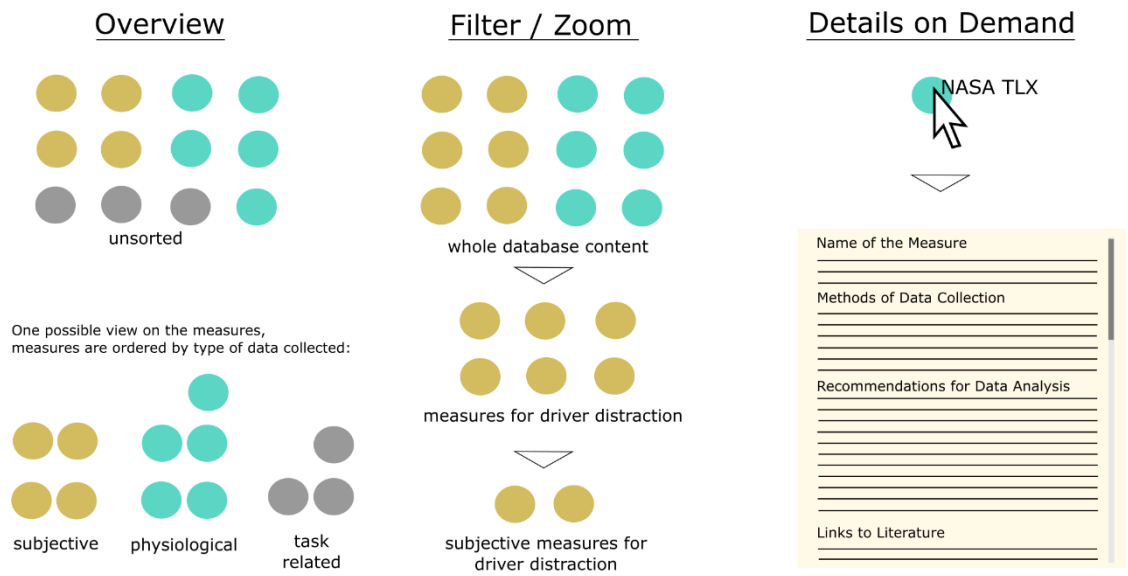 Overview
unsorted
One possible view on the measures,
measures are ordered by type of data collected:
subjective
physiological
task
related
Filter / Zoom
whole database content
measures for driver distraction
subjective measures for
driver distraction
Details on Demand
NASA TLX
Name of the Measure
Methods of Data Collection
Recommendations for Data Analysis
Links to Literature